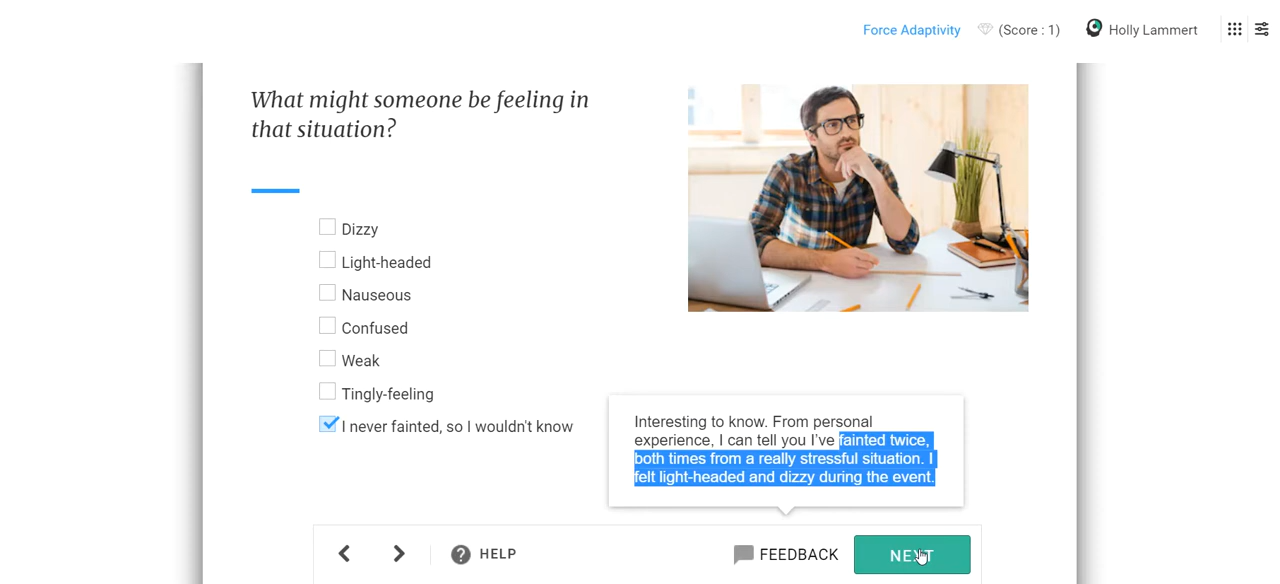 Force Adaptivity (Score : 1) Holly Lammert
What might someone be feeling in
that situation?
Dizzy
Light-headed
Nauseous
Confused
Weak
Tingly-feeling
I never fainted, so I wouldn't know
Interesting to know. From personal
experience, I can tell you I've fainted twice,
both times from a really stressful situation. I
felt light-headed and dizzy during the event.
HELP FEEDBACK NEXT